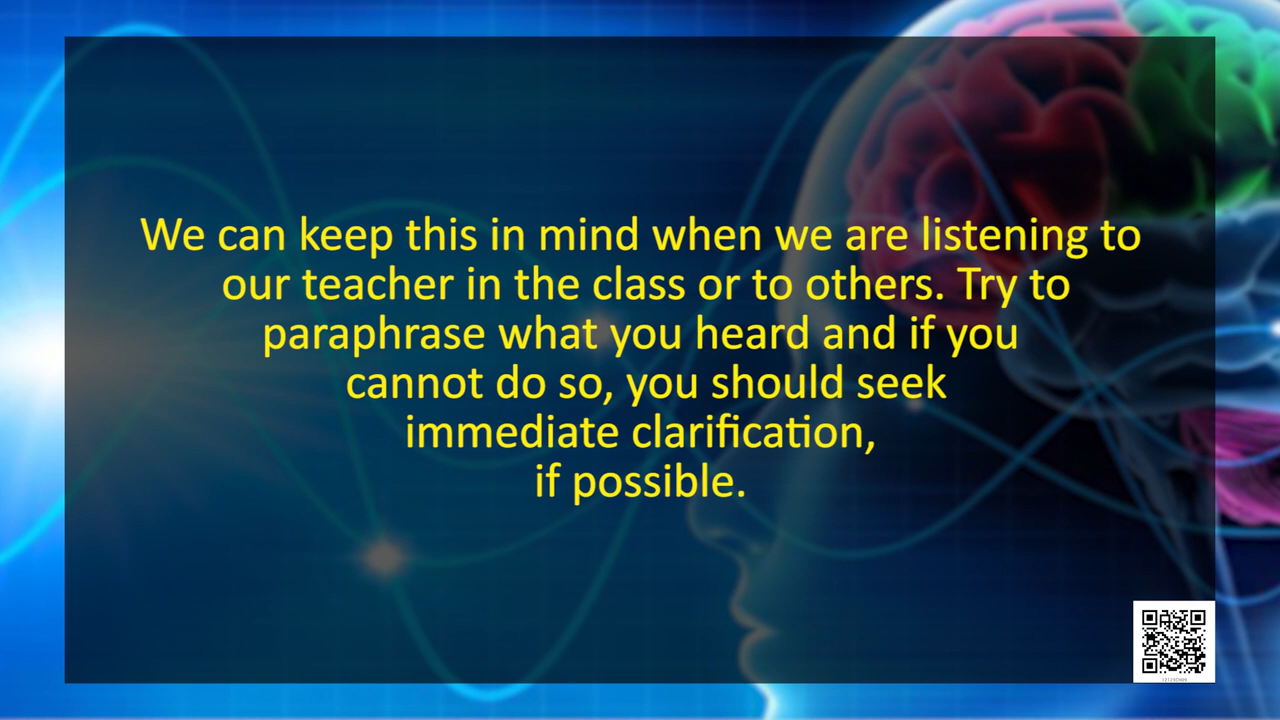 We can keep this in mind when we are listening to
our teacher in the class or to others. Try to
paraphrase what you heard and if you
cannot do so, you should seek
immediate clarification,
if possible.